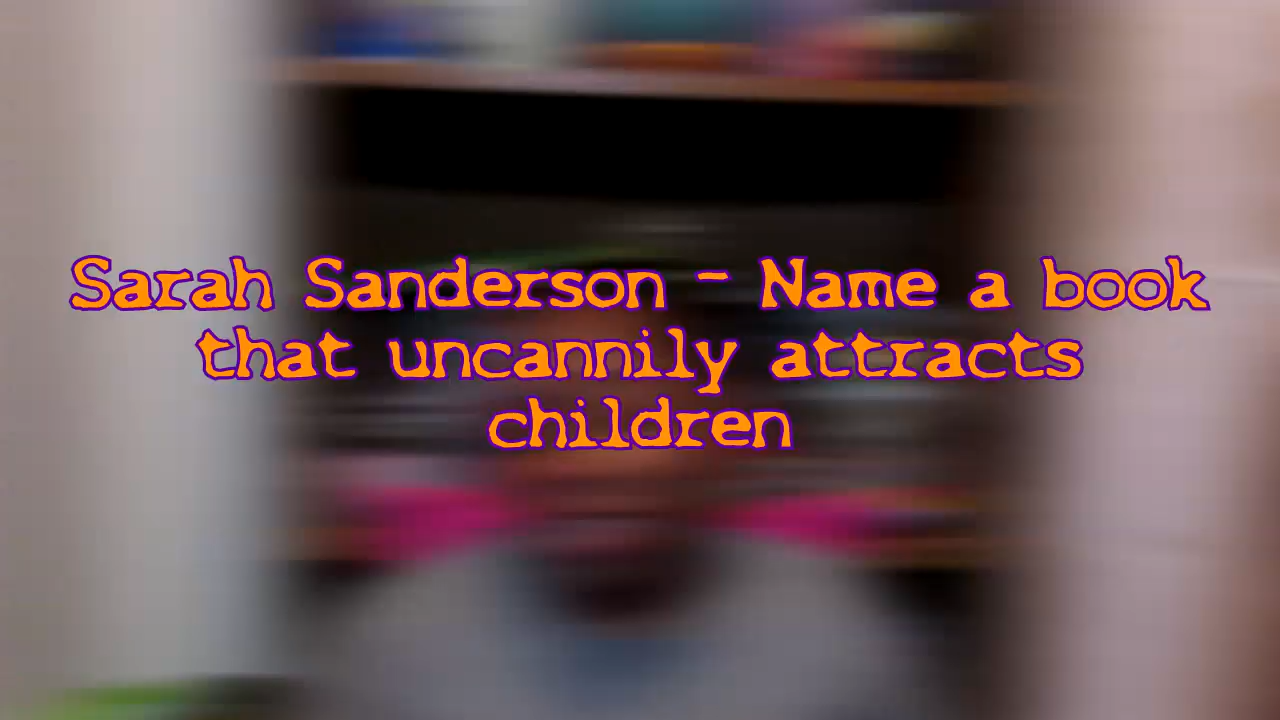 Sarah Sanderson - Name a book
that uncannily attracts
children